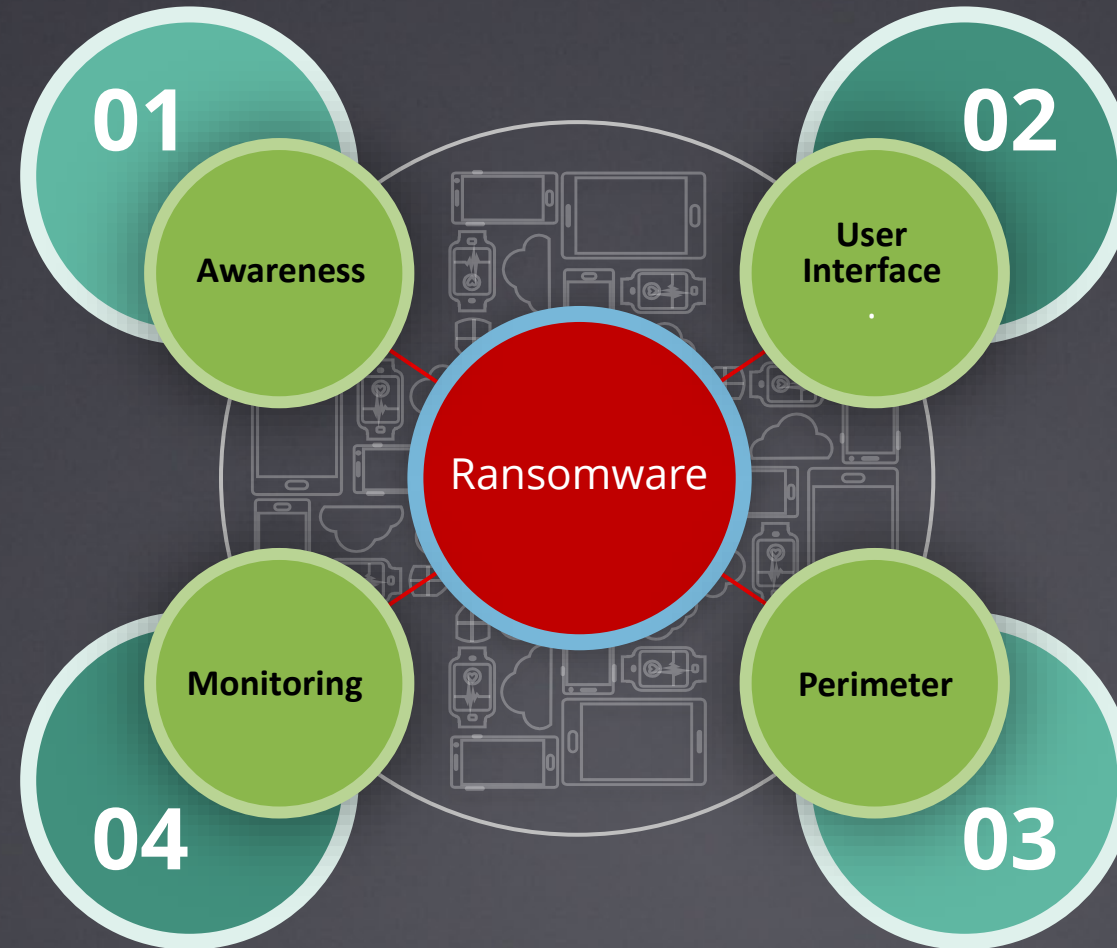 01
Awareness
02
User
Interface
.
Ransomware
Monitoring
04
Perimeter
03